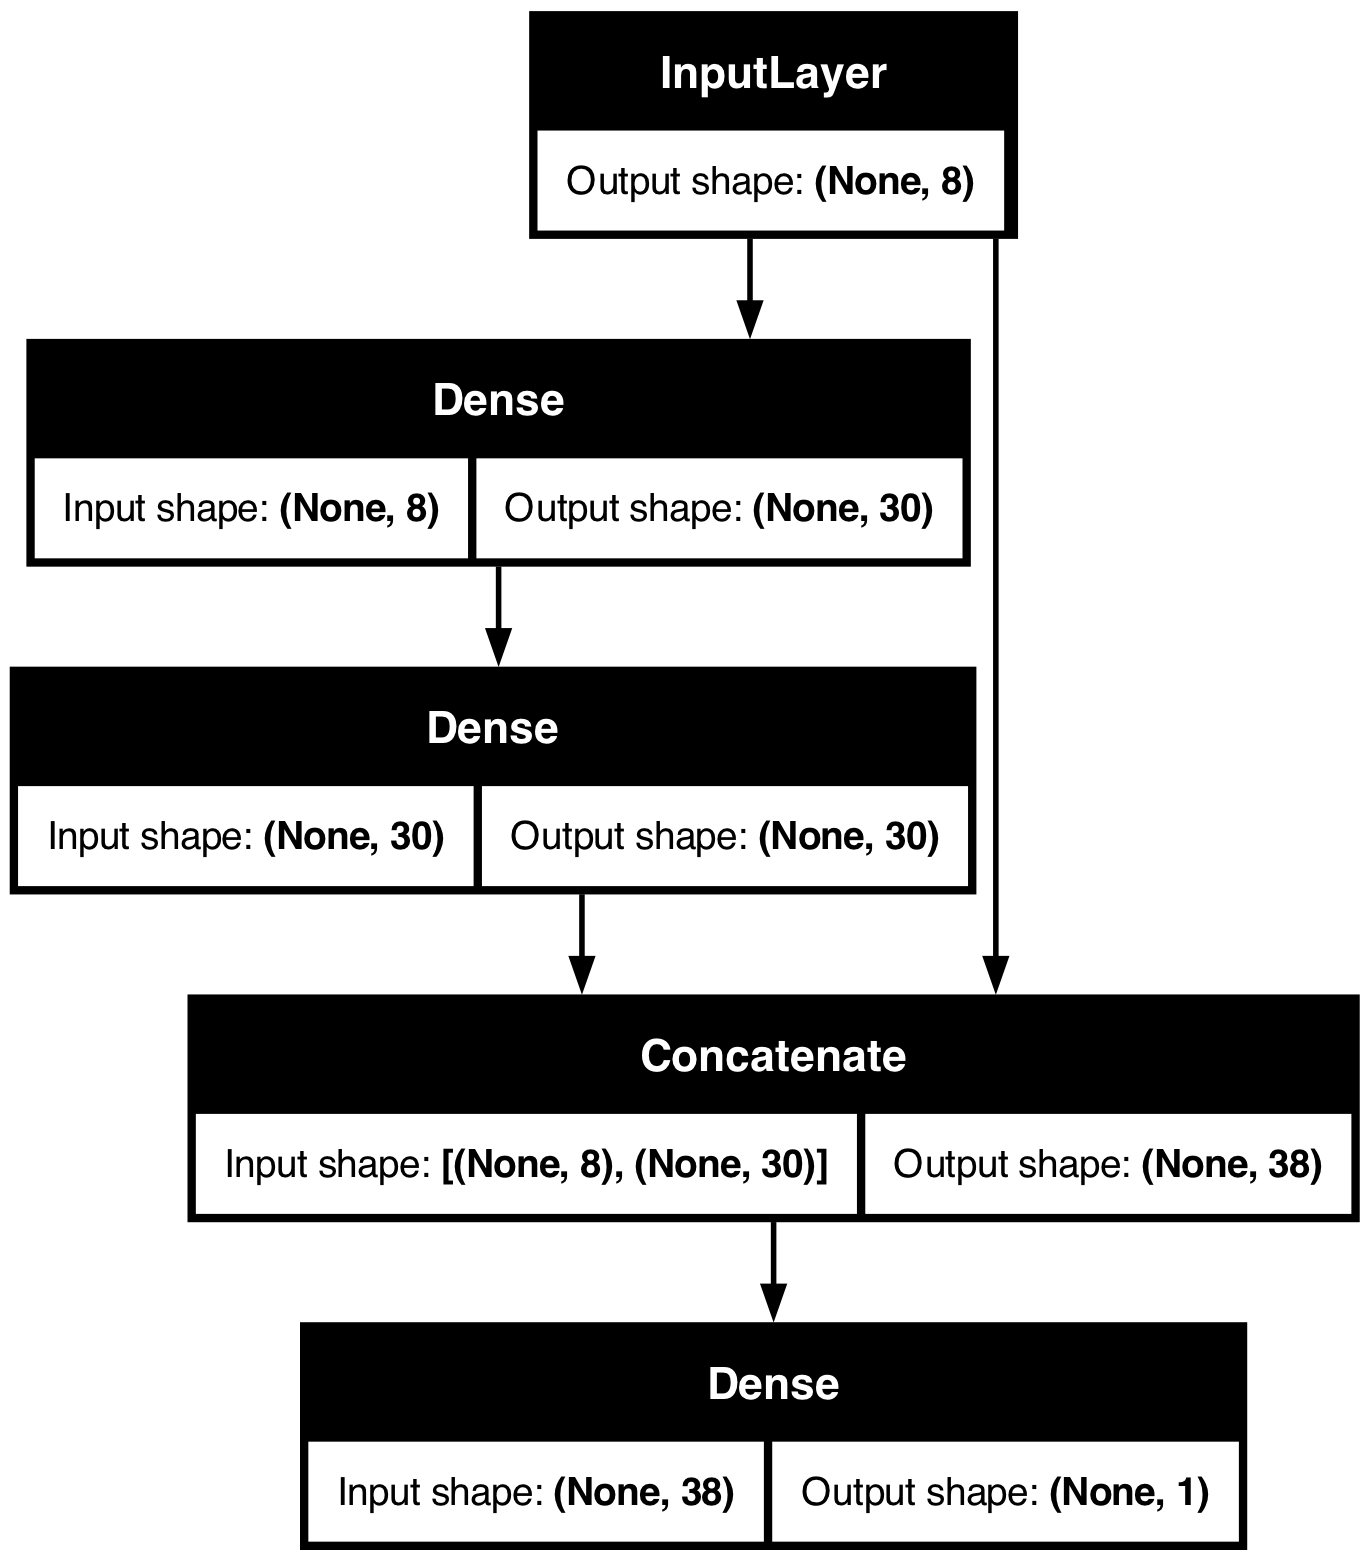 InputLayer
Output shape: (None, 8)
Dense
Input shape: (None, 8) Output shape: (None, 30)
Dense
Input shape: (None, 30) Output shape: (None, 30)
Concatenate
Input shape: [(None, 8), (None, 30)] Output shape: (None, 38)
Dense
Input shape: (None, 38) Output shape: (None, 1)